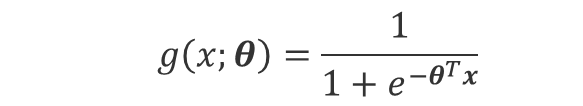 g(x; θ) = 1 / (1 + e^{-θ^T x})